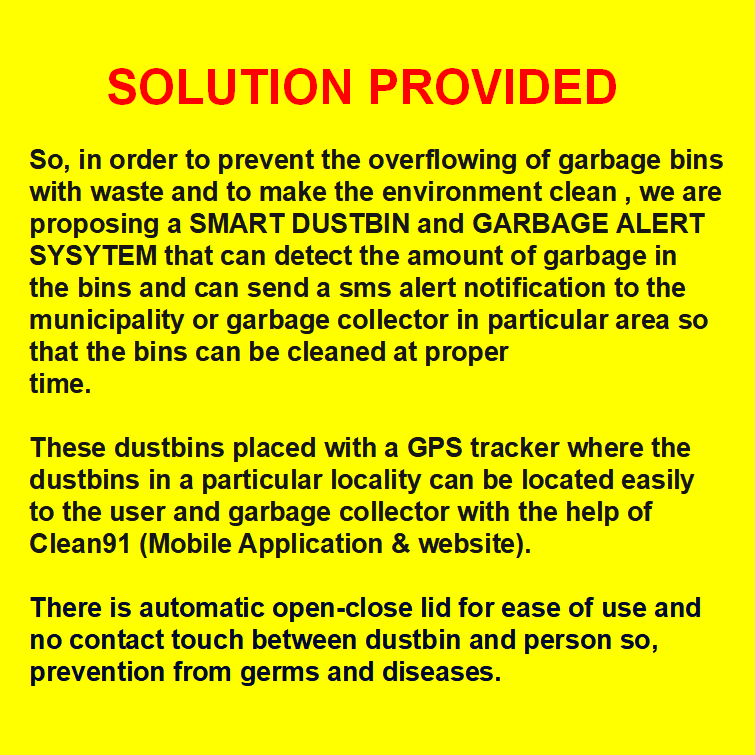 SOLUTION PROVIDED
So, in order to prevent the overflowing of garbage bins
with waste and to make the environment clean , we are
proposing a SMART DUSTBIN and GARBAGE ALERT
SYSYTEM that can detect the amount of garbage in
the bins and can send a sms alert notification to the
municipality or garbage collector in particular area so
that the bins can be cleaned at proper
time.
These dustbins placed with a GPS tracker where the
dustbins in a particular locality can be located easily
to the user and garbage collector with the help of
Clean91 (Mobile Application & website).
There is automatic open-close lid for ease of use and
no contact touch between dustbin and person so,
prevention from germs and diseases.